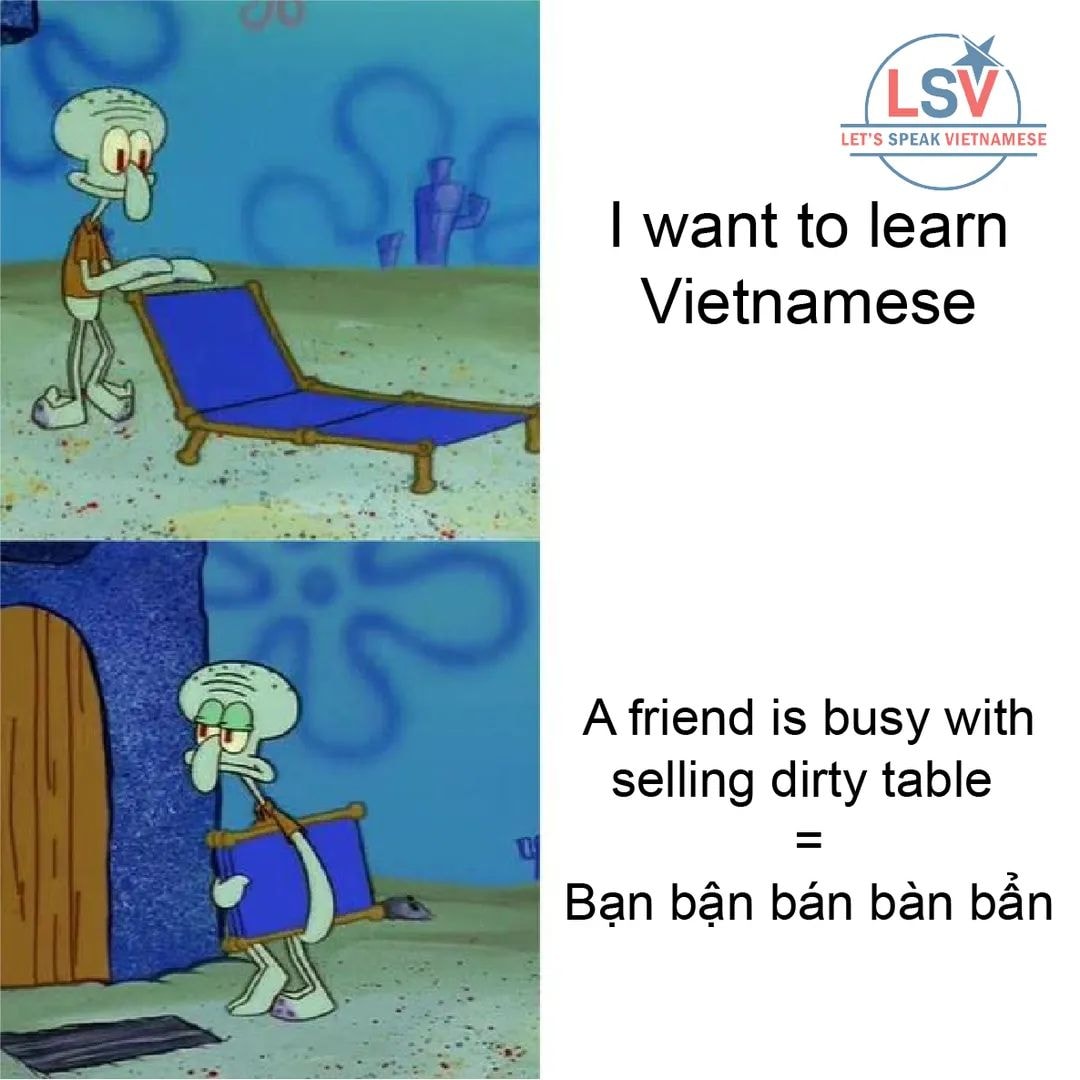 LSV
LET'S SPEAK VIETNAMESE
I want to learn
Vietnamese
A friend is busy with
selling dirty table
=
Bạn bận bán bàn bẩn